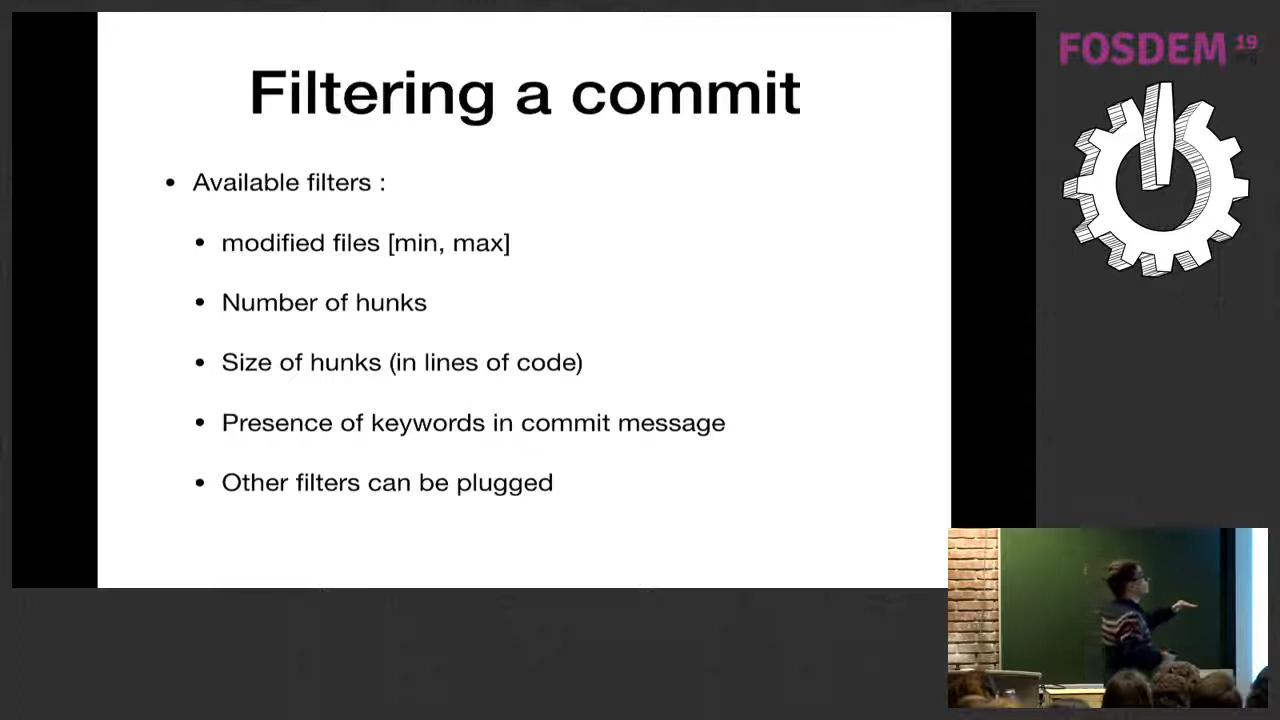 Filtering a commit
• Available filters :
• modified files [min, max]
• Number of hunks
• Size of hunks (in lines of code)
• Presence of keywords in commit message
• Other filters can be plugged
FOSDEM 19